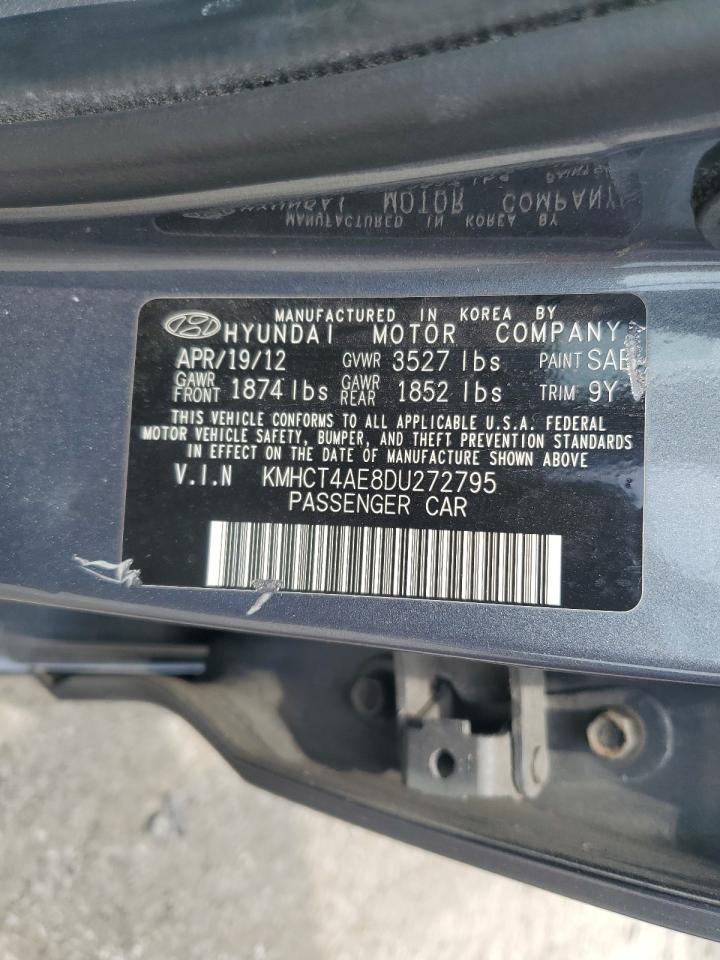 MANUFACTURED IN KOREA BY
HYUNDAI MOTOR COMPANY
APR/19/12 GVWR 3527 lbs PAINT SAE
GAWR FRONT 1874 lbs GAWR REAR 1852 lbs TRIM 9Y
THIS VEHICLE CONFORMS TO ALL APPLICABLE U.S.A. FEDERAL
MOTOR VEHICLE SAFETY, BUMPER, AND THEFT PREVENTION STANDARDS
IN EFFECT ON THE DATE OF MANUFACTURE SHOWN ABOVE
V.I.N KMHCT4AE8DU272795
PASSENGER CAR